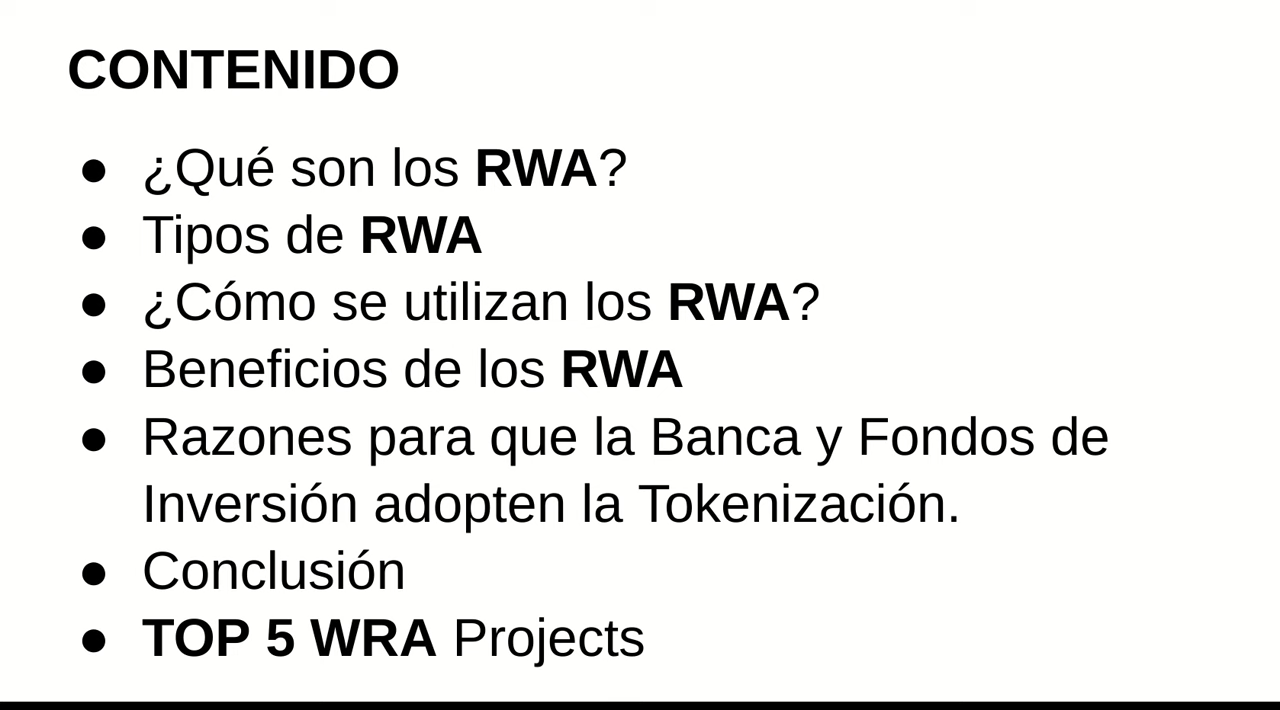 CONTENIDO
● ¿Qué son los RWA?
● Tipos de RWA
● ¿Cómo se utilizan los RWA?
● Beneficios de los RWA
● Razones para que la Banca y Fondos de
Inversión adopten la Tokenización.
● Conclusión
● TOP 5 WRA Projects